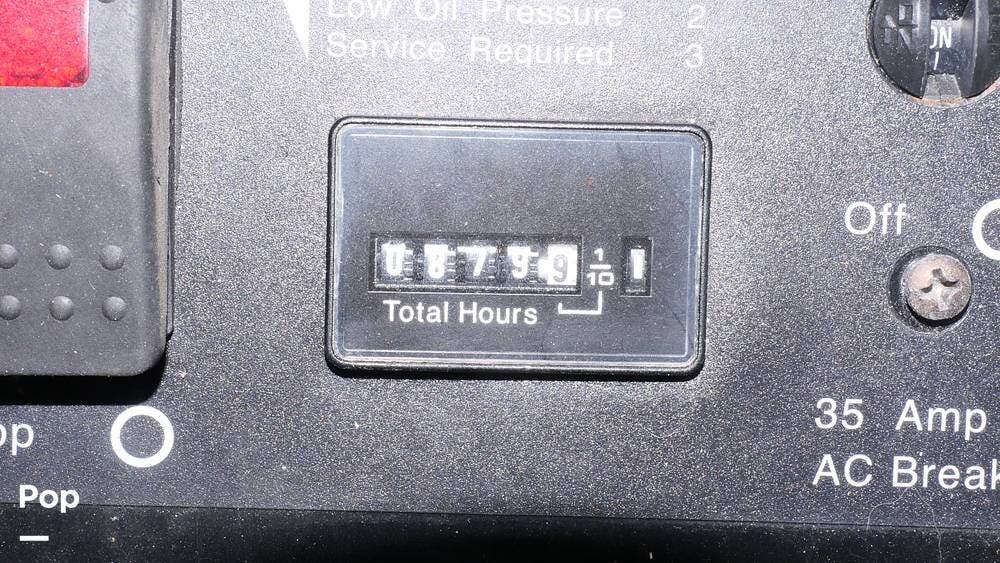 Low Oil Pressure 2
Service Required 3
ON
Off
08799 1/10
Total Hours
35 Amp
AC Break
op
Pop